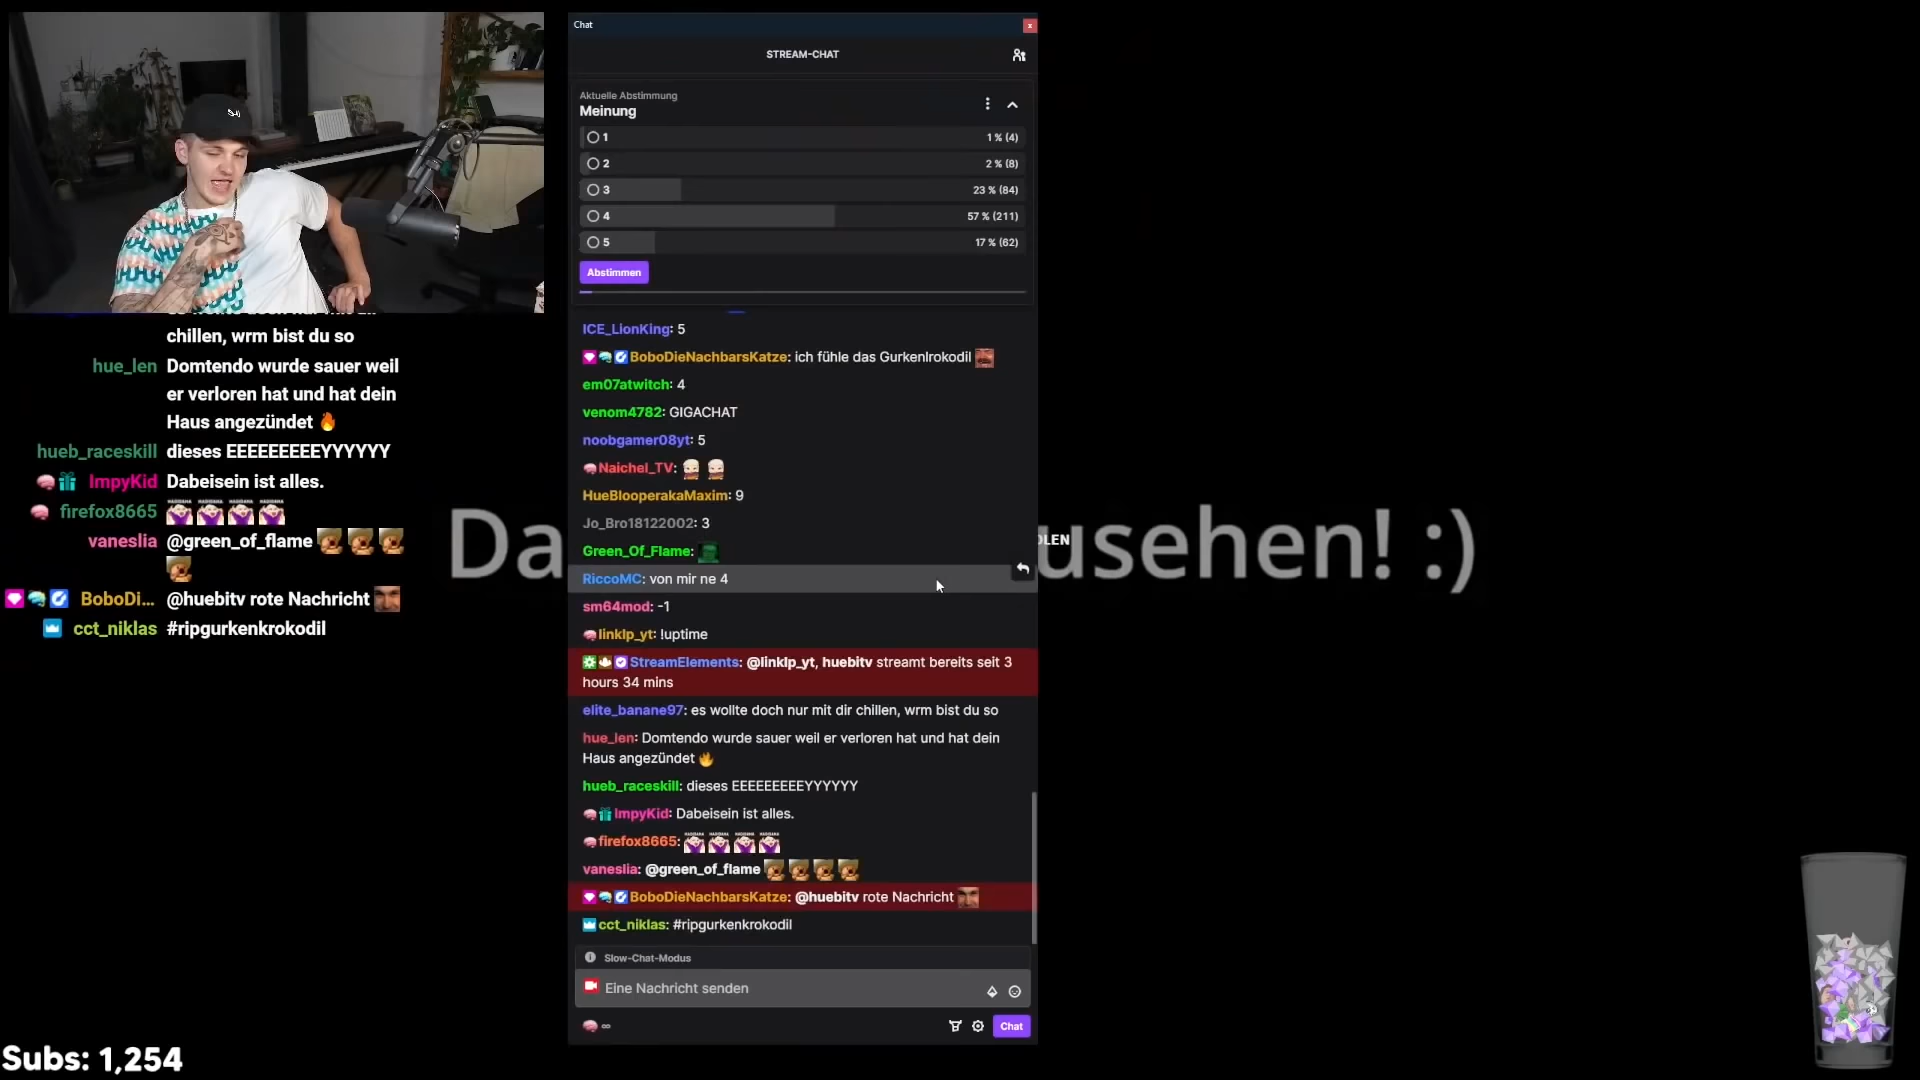 chillen, wrm bist du so
hue_len Domtendo wurde sauer weil
er verloren hat und hat dein
Haus angezündet 🔥
hueb_raceskill dieses EEEEEEEEEYYYYYY
ImpyKid Dabeisein ist alles.
firefox8665
vaneslia @green_of_flame
BoboDi... @huebitv rote Nachricht
cct_niklas #ripgurkenkrokodil
Subs: 1,254
Chat
STREAM-CHAT
Aktuelle Abstimmung
Meinung
1 1 % (4)
2 2 % (8)
3 23 % (84)
4 57 % (211)
5 17 % (62)
Abstimmen
ICE_LionKing: 5
BoboDieNachbarsKatze: ich fühle das Gurkenlrokodil
em07atwitch: 4
venom4782: GIGACHAT
noobgamer08yt: 5
Naichel_TV:
HueBlooperakaMaxim: 9
Jo_Bro18122002: 3
Green_Of_Flame:
RiccoMC: von mir ne 4
sm64mod: -1
linklp_yt: !uptime
StreamElements: @linklp_yt, huebitv streamt bereits seit 3
hours 34 mins
elite_banane97: es wollte doch nur mit dir chillen, wrm bist du so
hue_len: Domtendo wurde sauer weil er verloren hat und hat dein
Haus angezündet 🔥
hueb_raceskill: dieses EEEEEEEEEYYYYYY
ImpyKid: Dabeisein ist alles.
firefox8665:
vaneslia: @green_of_flame
BoboDieNachbarsKatze: @huebitv rote Nachricht
cct_niklas: #ripgurkenkrokodil
Slow-Chat-Modus
Eine Nachricht senden
∞ Chat
Da usehen! :)
OLEN